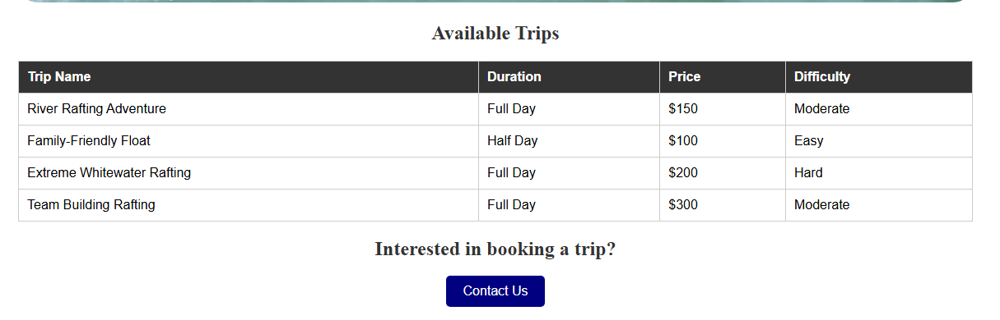 Available Trips
Trip Name Duration Price Difficulty
River Rafting Adventure Full Day $150 Moderate
Family-Friendly Float Half Day $100 Easy
Extreme Whitewater Rafting Full Day $200 Hard
Team Building Rafting Full Day $300 Moderate
Interested in booking a trip?
Contact Us